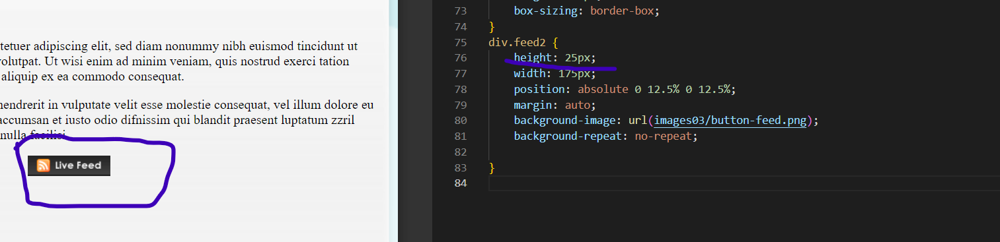 tetuer adipiscing elit, sed diam nonummy nibh euismod tincidunt ut
volutpat. Ut wisi enim ad minim veniam, quis nostrud exerci tation
aliquip ex ea commodo consequat.
hendrerit in vulputate velit esse molestie consequat, vel illum dolore eu
accumsan et iusto odio difnissim qui blandit praesent luptatum zzril
nulla facilisi
Live Feed
73 box-sizing: border-box;
74 }
75 div.feed2 {
76 height: 25px;
77 width: 175px;
78 position: absolute 0 12.5% 0 12.5%;
79 margin: auto;
80 background-image: url(images03/button-feed.png);
81 background-repeat: no-repeat;
82
83 }
84